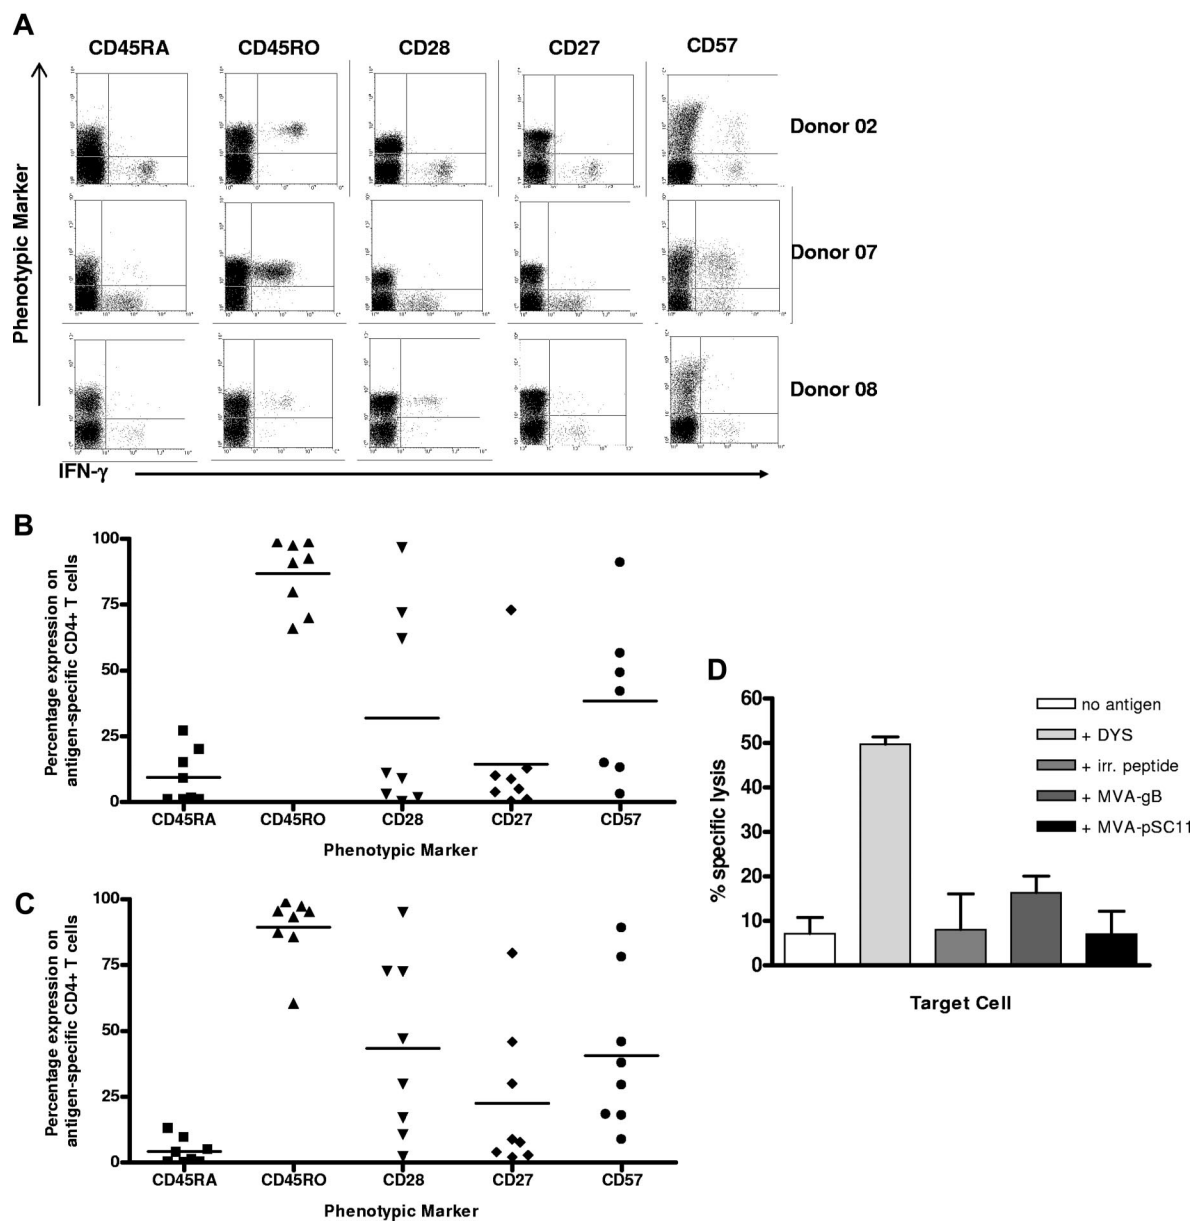 A
CD45RA CD45RO CD28 CD27 CD57
Phenotypic Marker
Donor 02
Donor 07
Donor 08
IFN-γ
B
Percentage expression on
antigen-specific CD4+ T cells
100
75
50
25
0
CD45RA CD45RO CD28 CD27 CD57
Phenotypic Marker
C
Percentage expression on
antigen-specific CD4+ T cells
100
75
50
25
0
CD45RA CD45RO CD28 CD27 CD57
Phenotypic Marker
D
% specific lysis
60
50
40
30
20
10
0
Target Cell
no antigen
+ DYS
+ irr. peptide
+ MVA-gB
+ MVA-pSC11